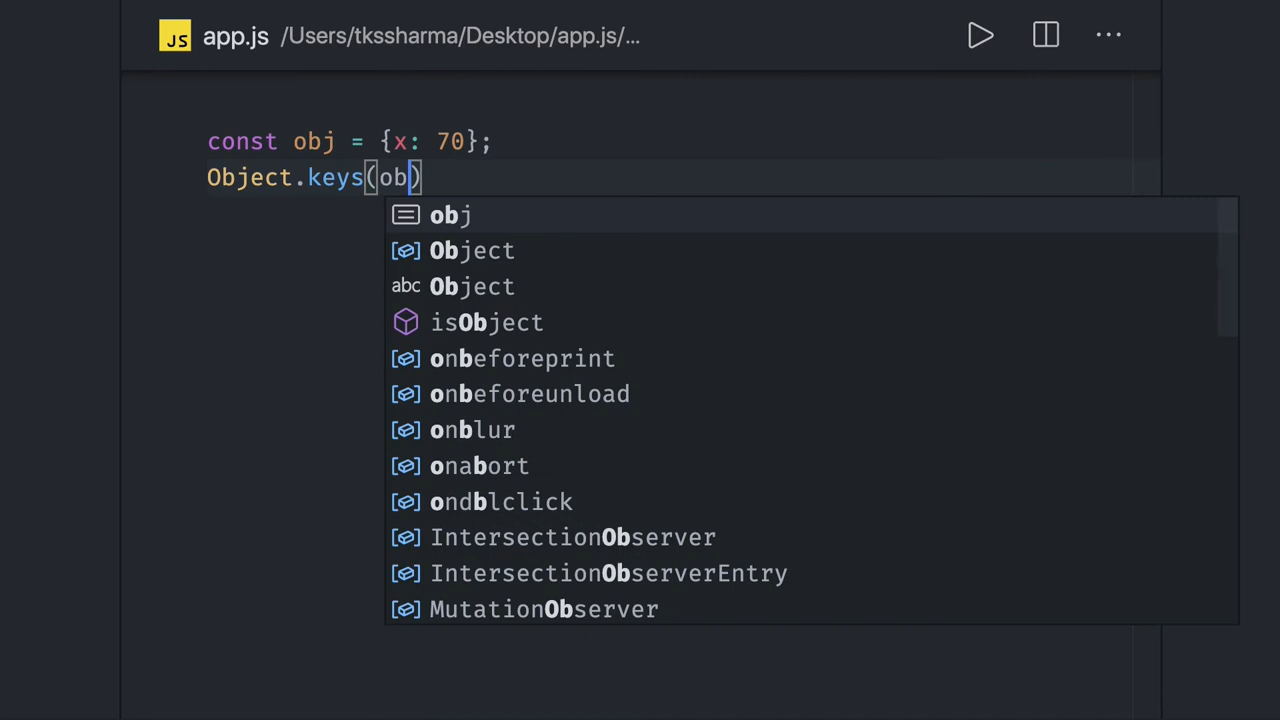 JS app.js /Users/tkssharma/Desktop/app.js/...
const obj = {x: 70};
Object.keys(ob)
obj
Object
abc Object
isObject
onbeforeprint
onbeforeunload
onblur
onabort
ondblclick
IntersectionObserver
IntersectionObserverEntry
MutationObserver